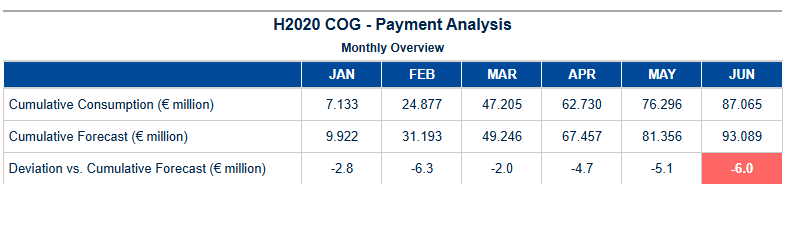 H2020 COG - Payment Analysis
Monthly Overview
JAN FEB MAR APR MAY JUN
Cumulative Consumption (€ million) 7.133 24.877 47.205 62.730 76.296 87.065
Cumulative Forecast (€ million) 9.922 31.193 49.246 67.457 81.356 93.089
Deviation vs. Cumulative Forecast (€ million) -2.8 -6.3 -2.0 -4.7 -5.1 -6.0